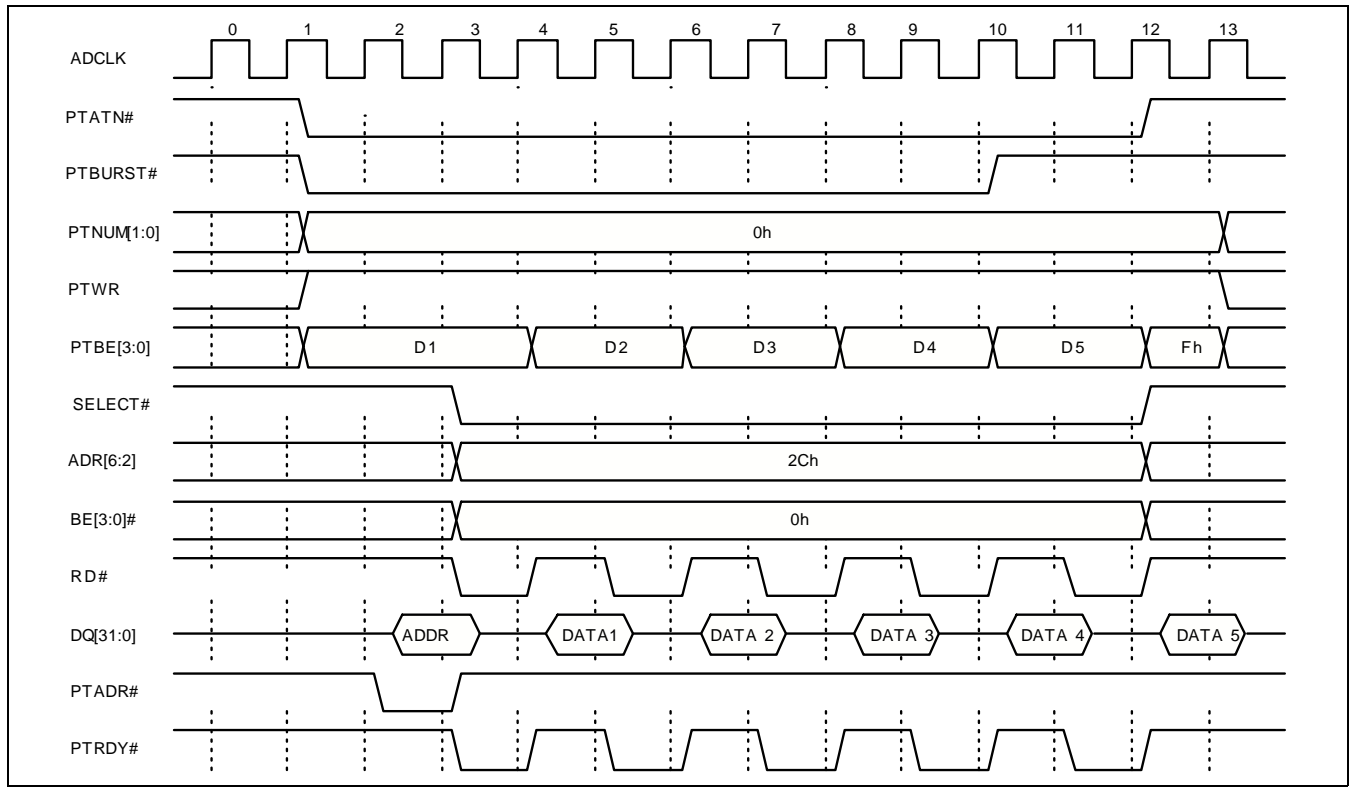 0 1 2 3 4 5 6 7 8 9 10 11 12 13
ADCLK
PTATN#
PTBURST#
PTNUM[1:0] 0h
PTWR
PTBE[3:0] D1 D2 D3 D4 D5 Fh
SELECT#
ADR[6:2] 2Ch
BE[3:0]# 0h
RD#
DQ[31:0] ADDR DATA1 DATA 2 DATA 3 DATA 4 DATA 5
PTADR#
PTRDY#